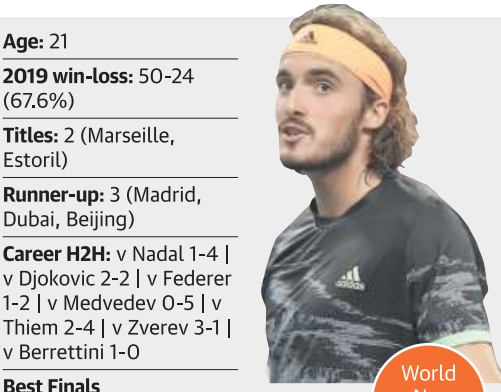 Age: 21
2019 win-loss: 50-24
(67.6%)
Titles: 2 (Marseille,
Estoril)
Runner-up: 3 (Madrid,
Dubai, Beijing)
Career H2H: v Nadal 1-4 |
v Djokovic 2-2 | v Federer
1-2 | v Medvedev 0-5 | v
Thiem 2-4 | v Zverev 3-1 |
v Berrettini 1-0
Best Finals
adidas
World